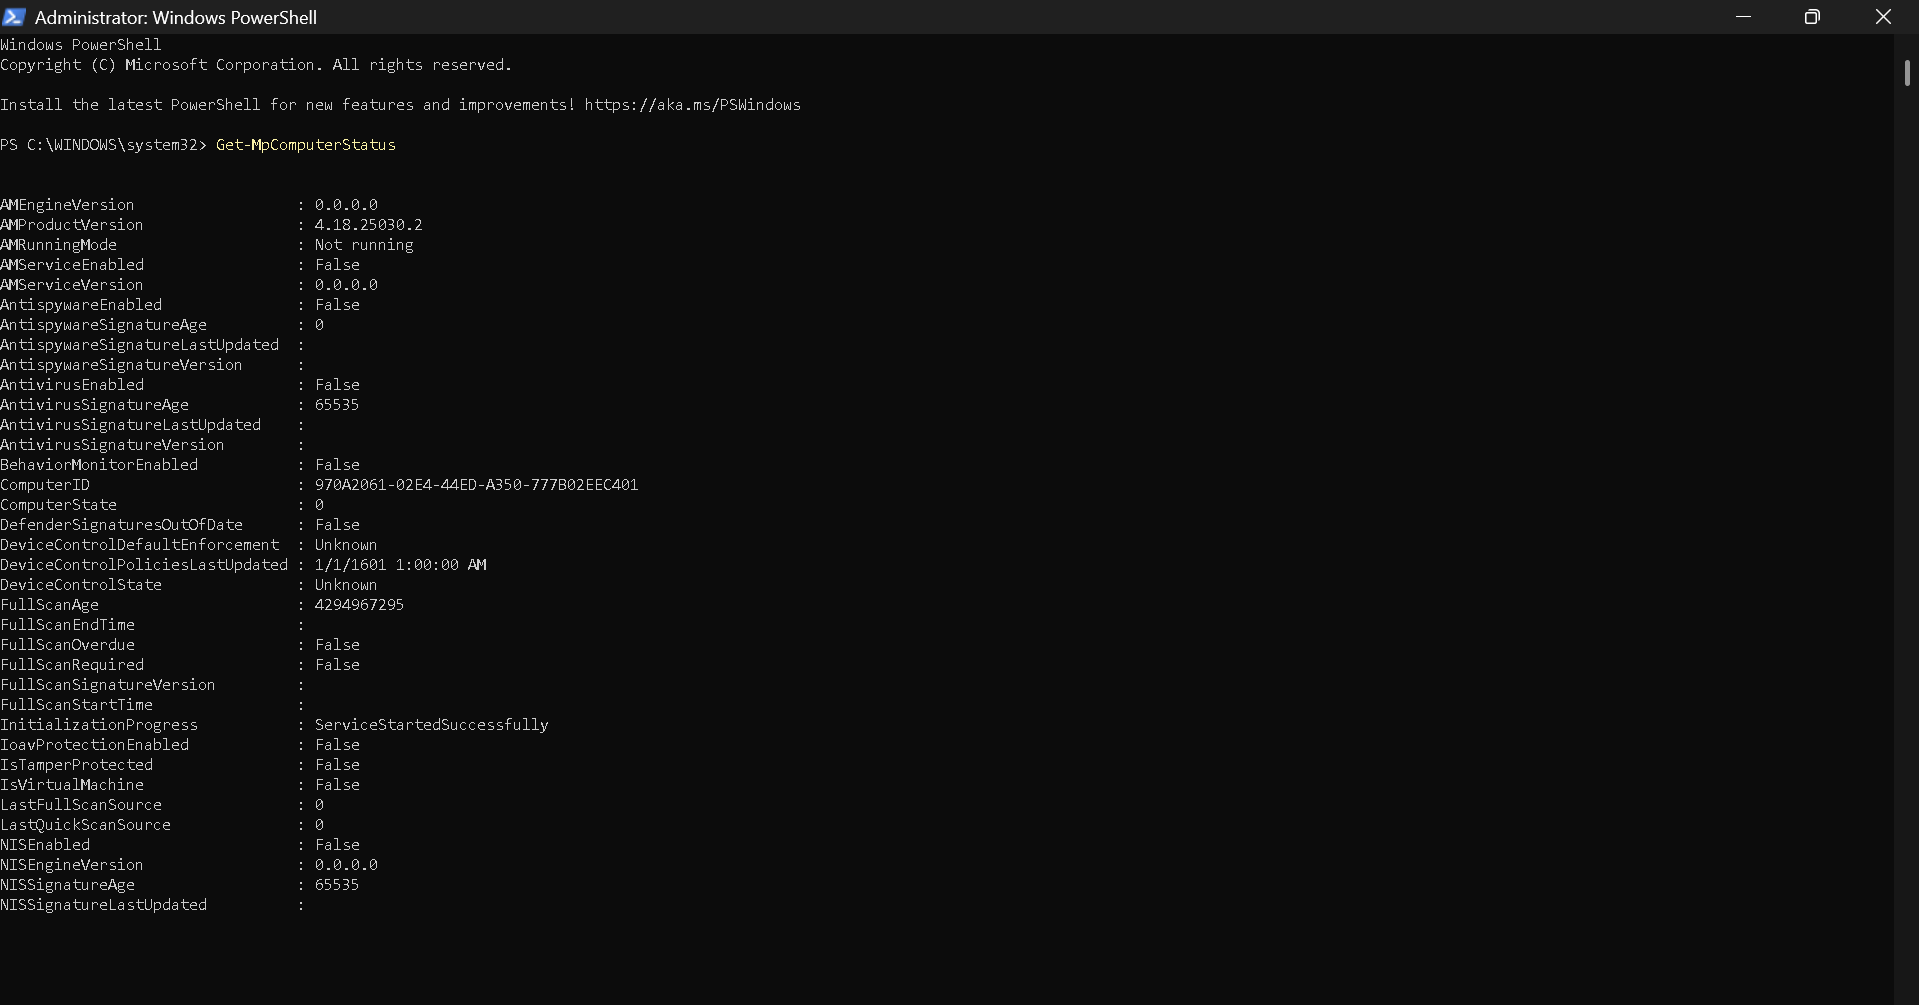 Administrator: Windows PowerShell
Windows PowerShell
Copyright (C) Microsoft Corporation. All rights reserved.
Install the latest PowerShell for new features and improvements! https://aka.ms/PSWindows
PS C:\WINDOWS\system32> Get-MpComputerStatus
AMEngineVersion : 0.0.0.0
AMProductVersion : 4.18.25030.2
AMRunningMode : Not running
AMServiceEnabled : False
AMServiceVersion : 0.0.0.0
AntispywareEnabled : False
AntispywareSignatureAge : 0
AntispywareSignatureLastUpdated :
AntispywareSignatureVersion :
AntivirusEnabled : False
AntivirusSignatureAge : 65535
AntivirusSignatureLastUpdated :
AntivirusSignatureVersion :
BehaviorMonitorEnabled : False
ComputerID : 970A2061-02E4-44ED-A350-777B02EEC401
ComputerState : 0
DefenderSignaturesOutOfDate : False
DeviceControlDefaultEnforcement : Unknown
DeviceControlPoliciesLastUpdated : 1/1/1601 1:00:00 AM
DeviceControlState : Unknown
FullScanAge : 4294967295
FullScanEndTime :
FullScanOverdue : False
FullScanRequired : False
FullScanSignatureVersion :
FullScanStartTime :
InitializationProgress : ServiceStartedSuccessfully
IoavProtectionEnabled : False
IsTamperProtected : False
IsVirtualMachine : False
LastFullScanSource : 0
LastQuickScanSource : 0
NISEnabled : False
NISEngineVersion : 0.0.0.0
NISSignatureAge : 65535
NISSignatureLastUpdated :